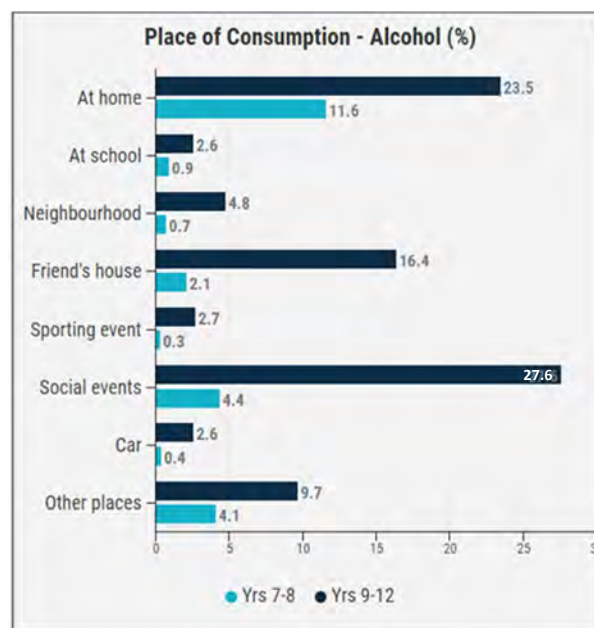 Place of Consumption - Alcohol (%)
At home
23.5
11.6
At school
2.6
0.9
Neighbourhood
4.8
0.7
Friend's house
16.4
2.1
Sporting event
2.7
0.3
Social events
27.6
4.4
Car
2.6
0.4
Other places
9.7
4.1
0 5 10 15 20 25
Yrs 7-8 Yrs 9-12